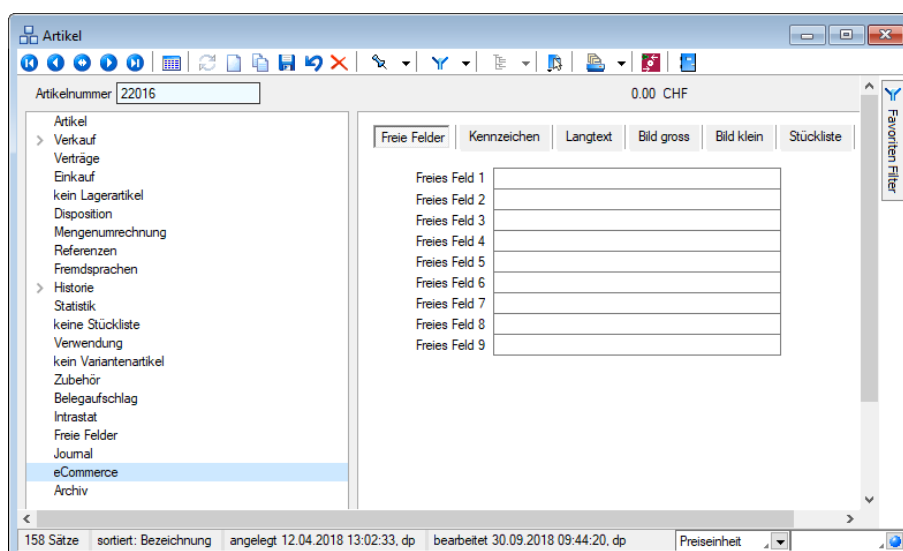 Artikel
Artikelnummer 22016 0.00 CHF
Favoriten Filter
Artikel
Verkauf
Verträge
Einkauf
kein Lagerartikel
Disposition
Mengenumrechnung
Referenzen
Fremdsprachen
Historie
Statistik
keine Stückliste
Verwendung
kein Variantenartikel
Zubehör
Belegaufschlag
Intrastat
Freie Felder
Journal
eCommerce
Archiv
Freie Felder Kennzeichen Langtext Bild gross Bild klein Stückliste
Freies Feld 1
Freies Feld 2
Freies Feld 3
Freies Feld 4
Freies Feld 5
Freies Feld 6
Freies Feld 7
Freies Feld 8
Freies Feld 9
158 Sätze sortiert: Bezeichnung angelegt 12.04.2018 13:02:33, dp bearbeitet 30.09.2018 09:44:20, dp Preiseinheit